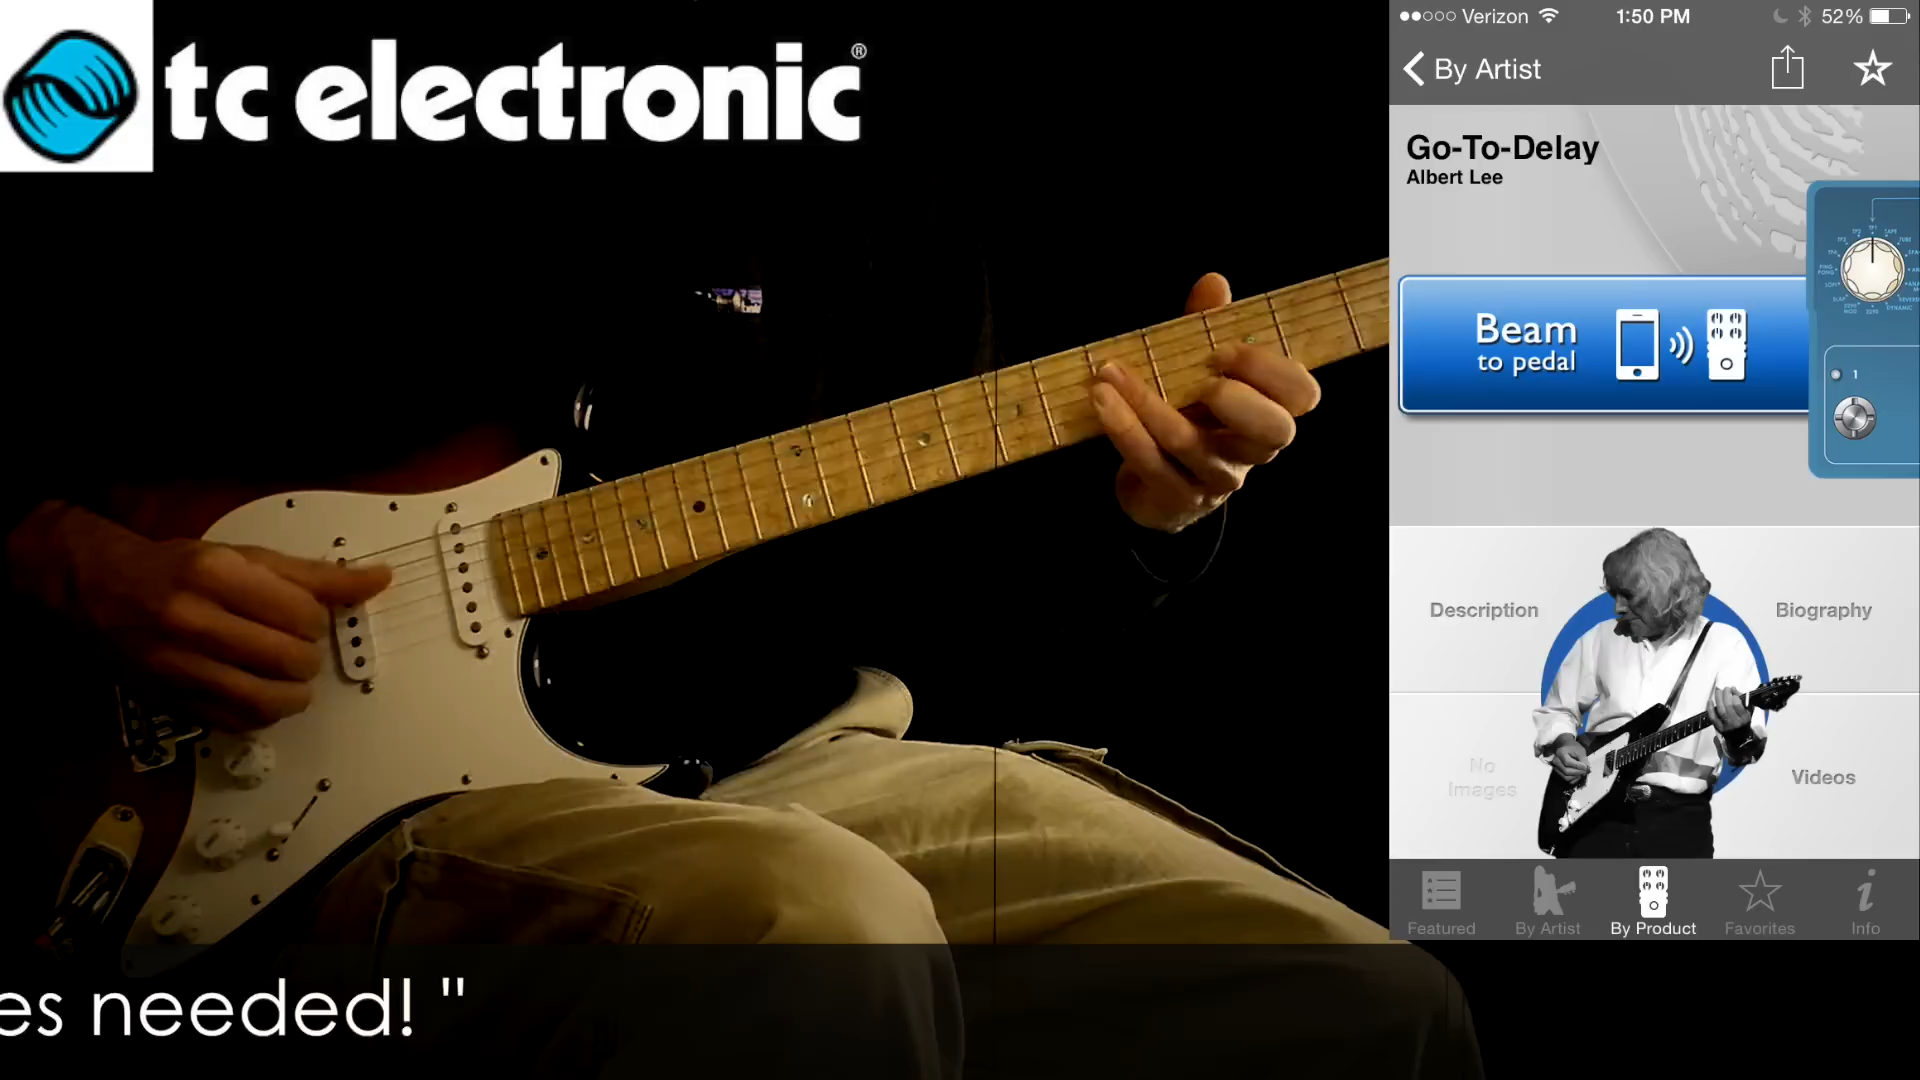 tc electronic®
Verizon 1:50 PM 52%
By Artist
Go-To-Delay
Albert Lee
Beam
to pedal
1
Description
Biography
No
Images
Videos
Featured By Artist By Product Favorites Info
es needed! "